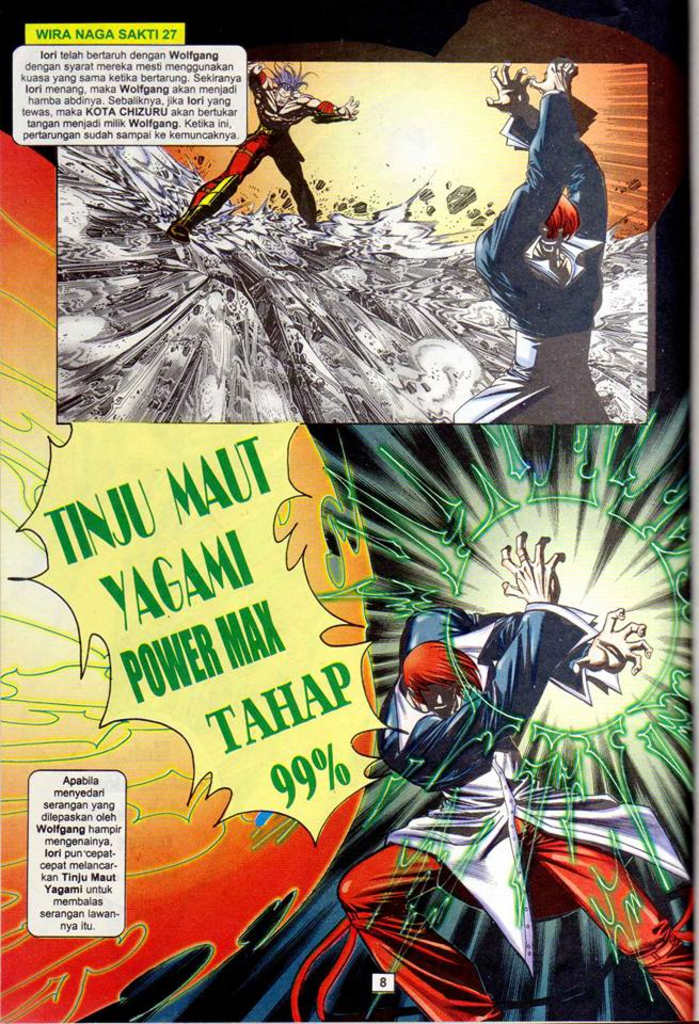 WIRA NAGA SAKTI 27
Iori telah bertaruh dengan Wolfgang
dengan syarat mereka mesti menggunakan
kuasa yang sama ketika bertarung. Sekiranya
Iori menang, maka Wolfgang akan menjadi
hamba abdinya. Sebaliknya, jika Iori yang
tewas, maka KOTA CHIZURU akan bertukar
tangan menjadi milik Wolfgang. Ketika ini,
pertarungan sudah sampai ke kemuncaknya.
TINJU MAUT
YAGAMI
POWER MAX
TAHAP
99%
Apabila
menyedari
serangan yang
dilepaskan oleh
Wolfgang hampir
mengenainya,
Iori pun cepat-
cepat melancar-
kan Tinju Maut
Yagami untuk
membalas
serangan lawan-
nya itu.
8